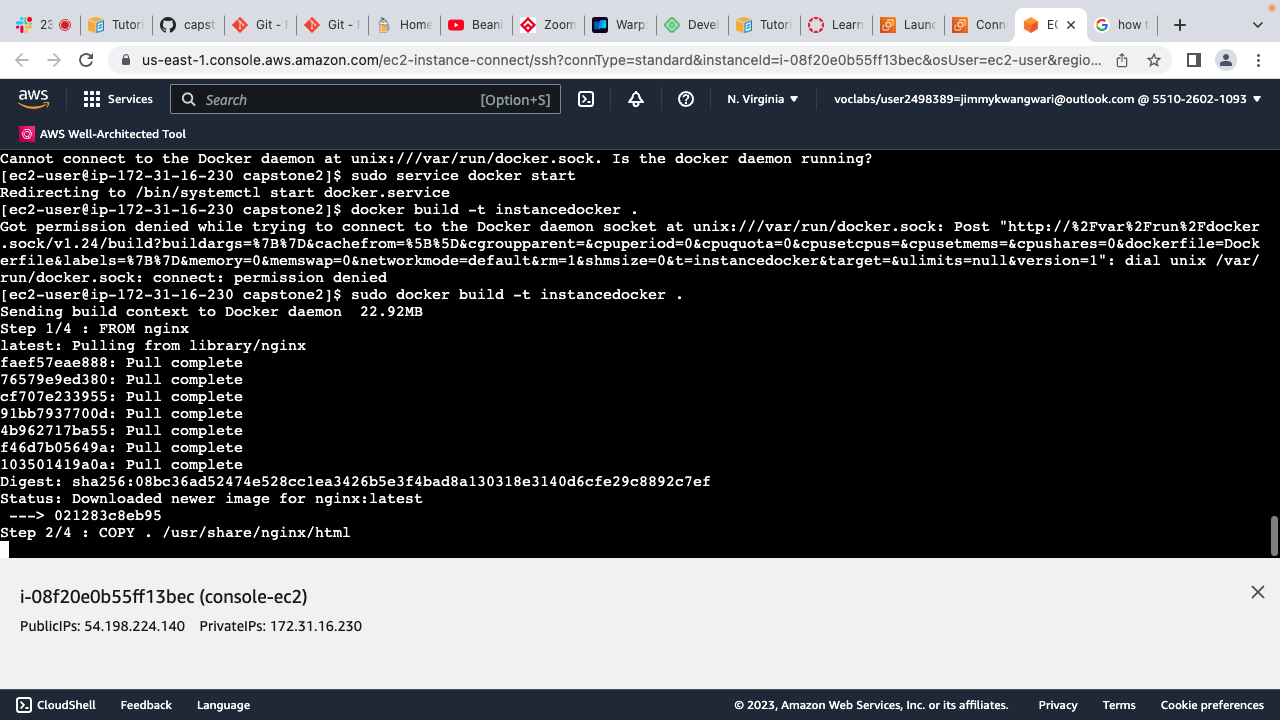 23
Tutori
capst
Git - F
Git - F
Home
Beani
Zoom
Warp:
Devel
Tutori
Learn
Laun
Conn
EC
how t
us-east-1.console.aws.amazon.com/ec2-instance-connect/ssh?connType=standard&instanceId=i-08f20e0b55ff13bec&osUser=ec2-user&regio...
aws
Services
Search
[Option+S]
N. Virginia
voclabs/user2498389=jimmykwangwari@outlook.com @ 5510-2602-1093
AWS Well-Architected Tool
Cannot connect to the Docker daemon at unix:///var/run/docker.sock. Is the docker daemon running?
[ec2-user@ip-172-31-16-230 capstone2]$ sudo service docker start
Redirecting to /bin/systemctl start docker.service
[ec2-user@ip-172-31-16-230 capstone2]$ docker build -t instancedocker .
Got permission denied while trying to connect to the Docker daemon socket at unix:///var/run/docker.sock: Post "http://%2Fvar%2Frun%2Fdocker
.sock/v1.24/build?buildargs=%7B%7D&cachefrom=%5B%5D&cgroupparent=&cpuperiod=0&cpuquota=0&cpusetcpus=&cpusetmems=&cpushares=0&dockerfile=Dock
erfile&labels=%7B%7D&memory=0&memswap=0&networkmode=default&rm=1&shmsize=0&t=instancedocker&target=&ulimits=null&version=1": dial unix /var/
run/docker.sock: connect: permission denied
[ec2-user@ip-172-31-16-230 capstone2]$ sudo docker build -t instancedocker .
Sending build context to Docker daemon  22.92MB
Step 1/4 : FROM nginx
latest: Pulling from library/nginx
faef57eae888: Pull complete
76579e9ed380: Pull complete
cf707e233955: Pull complete
91bb7937700d: Pull complete
4b962717ba55: Pull complete
f46d7b05649a: Pull complete
103501419a0a: Pull complete
Digest: sha256:08bc36ad52474e528cc1ea3426b5e3f4bad8a130318e3140d6cfe29c8892c7ef
Status: Downloaded newer image for nginx:latest
---> 021283c8eb95
Step 2/4 : COPY . /usr/share/nginx/html
i-08f20e0b55ff13bec (console-ec2)
PublicIPs: 54.198.224.140 PrivateIPs: 172.31.16.230
CloudShell
Feedback
Language
© 2023, Amazon Web Services, Inc. or its affiliates.
Privacy
Terms
Cookie preferences